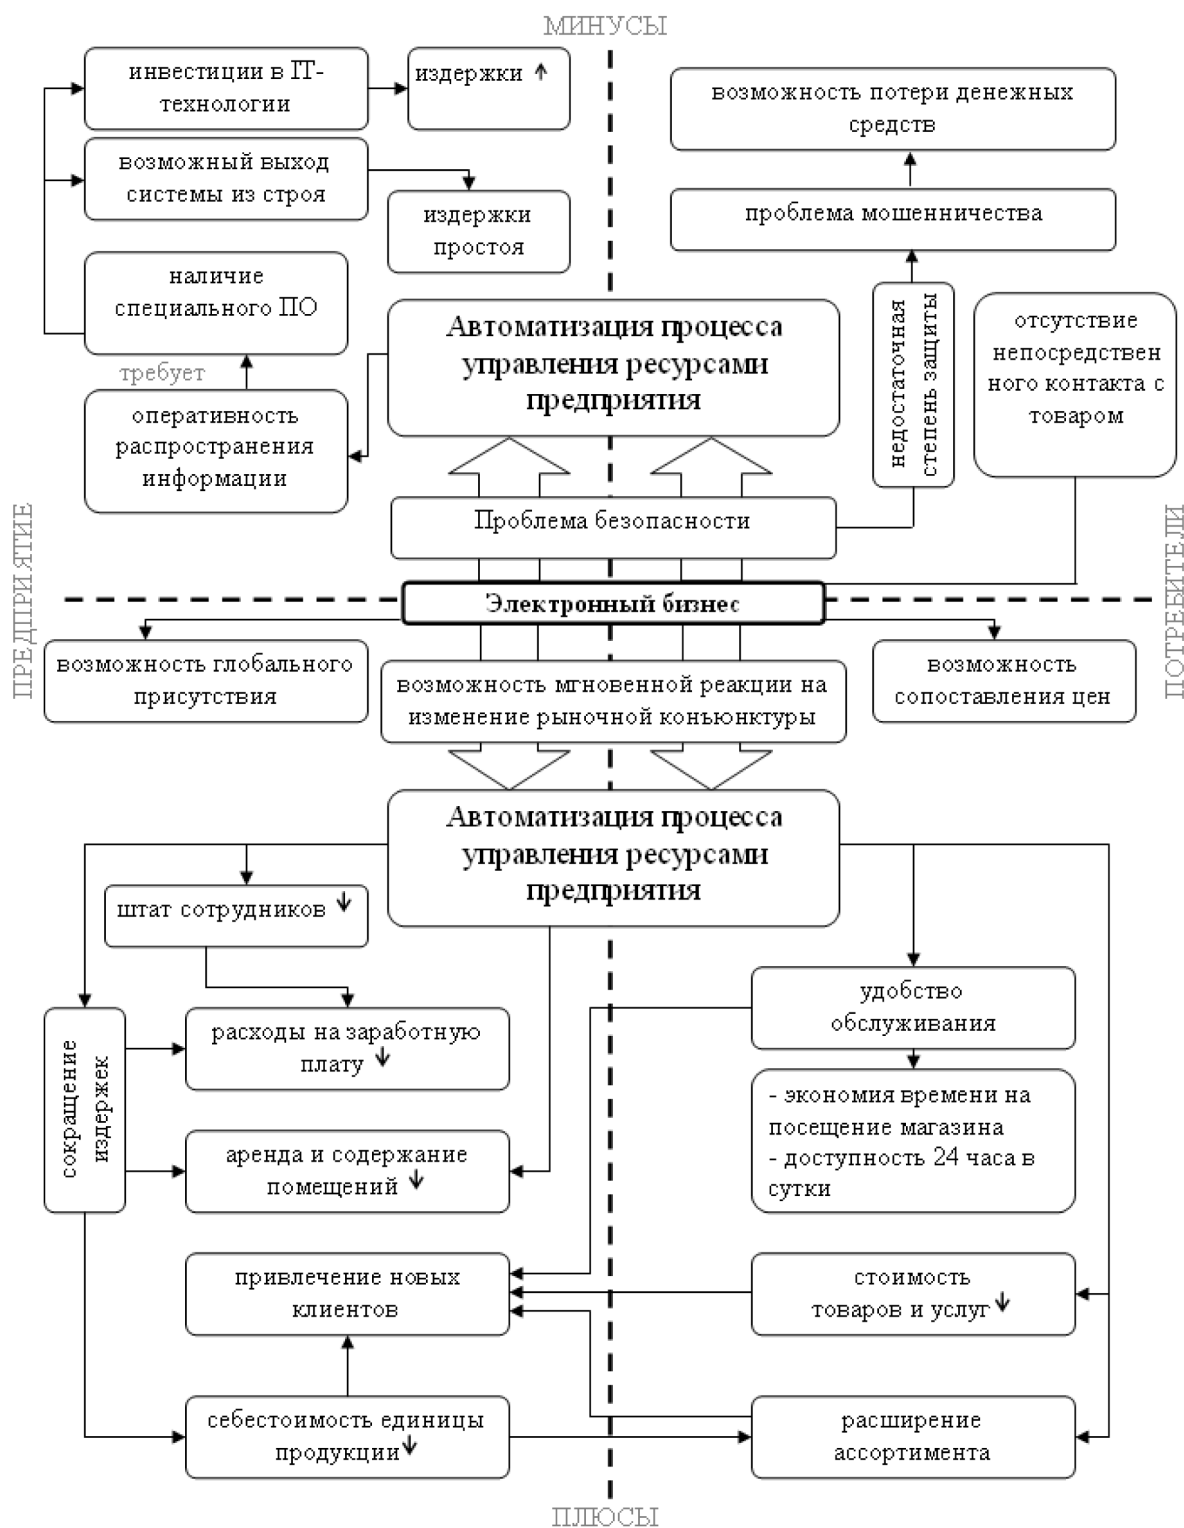 МИНУСЫ
инвестиции в IT-
технологии
издержки ↑
возможность потери денежных
средств
возможный выход
системы из строя
издержки
простоя
проблема мошенничества
наличие
специального ПО
Автоматизация процесса
управления ресурсами
предприятия
недостаточная
степень защиты
отсутствие
непосредствен
ного контакта с
товаром
требует
оперативность
распространения
информации
Проблема безопасности
ПРЕДПРИЯТИЕ
ПОТРЕБИТЕЛИ
Электронный бизнес
возможность глобального
присутствия
возможность мгновенной реакции на
изменение рыночной конъюнктуры
возможность
сопоставления цен
Автоматизация процесса
управления ресурсами
предприятия
штат сотрудников ↓
удобство
обслуживания
сокращение
издержек
расходы на заработную
плату ↓
- экономия времени на
посещение магазина
- доступность 24 часа в
сутки
аренда и содержание
помещений ↓
привлечение новых
клиентов
стоимость
товаров и услуг ↓
себестоимость единицы
продукции ↓
расширение
ассортимента
ПЛЮСЫ